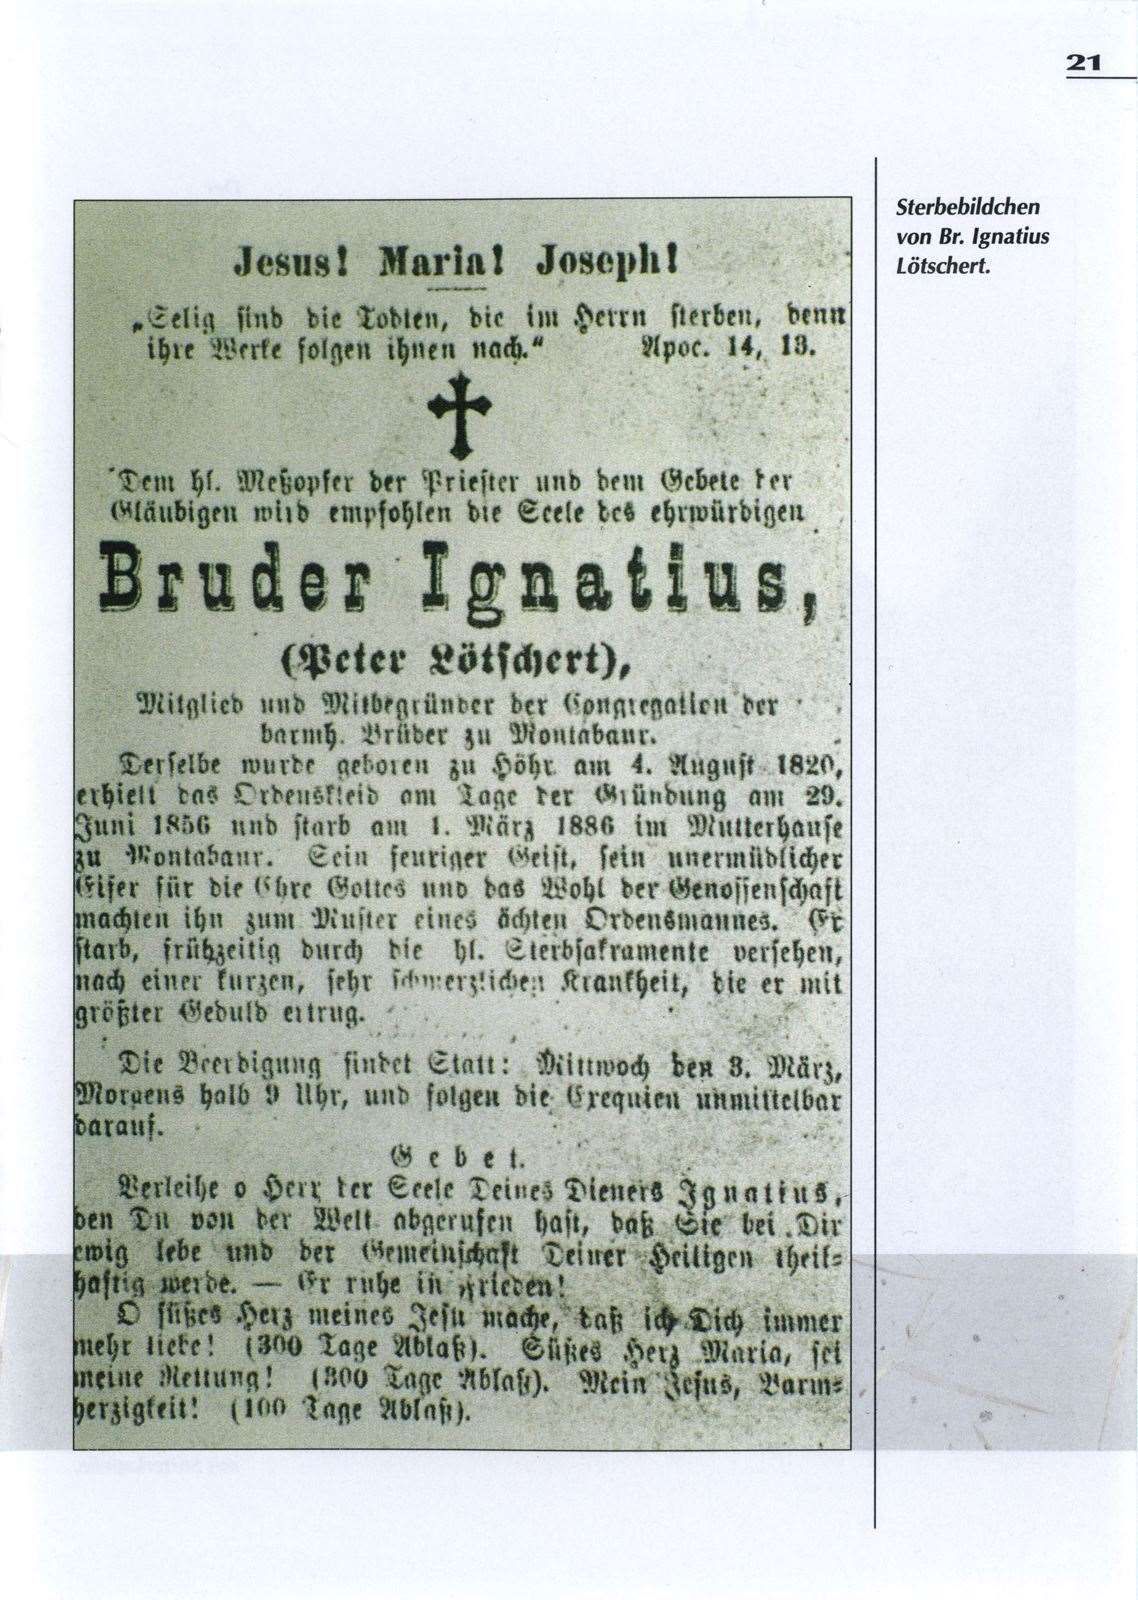 21
Sterbebildchen
von Br. Ignatius
Lötschert.
Jesus! Maria! Joseph!
„Selig sind die Todten, die im Herrn sterben, denn
ihre Werke folgen ihnen nach.“ Apoc. 14, 13.
Dem hl. Meßopfer der Priester und dem Gebete der
Gläubigen wird empfohlen die Seele des ehrwürdigen
Bruder Ignatius,
(Peter Lötschert),
Mitglied und Mitbegründer der Congregation der
barmh. Brüder zu Montabaur.
Derselbe wurde geboren zu Höhr am 4. August 1820,
erhielt das Ordenskleid am Tage der Gründung am 29.
Juni 1856 und starb am 1. März 1886 im Mutterhause
zu Montabaur. Sein feuriger Geist, sein unermüdlicher
Eifer für die Ehre Gottes und das Wohl der Genossenschaft
machten ihn zum Muster eines ächten Ordensmannes. Er
starb, frühzeitig durch die hl. Sterbsakramente versehen,
nach einer kurzen, sehr schmerzlichen Krankheit, die er mit
größter Geduld ertrug.
Die Beerdigung findet Statt: Mittwoch den 3. März,
Morgens halb 9 Uhr, und folgen die Exequien unmittelbar
darauf.
Gebet.
Verleihe o Herr der Seele Deines Dieners Ignatius,
den Du von der Welt abgerufen hast, daß Sie bei Dir
ewig lebe und der Gemeinschaft Deiner Heiligen theil=
haftig werde. — Er ruhe in Frieden!
O süßes Herz meines Jesu mache, daß ich Dich immer
mehr liebe! (300 Tage Ablaß). Süßes Herz Maria, sei
meine Rettung! (300 Tage Ablaß). Mein Jesus, Barm=
herzigkeit! (100 Tage Ablaß).